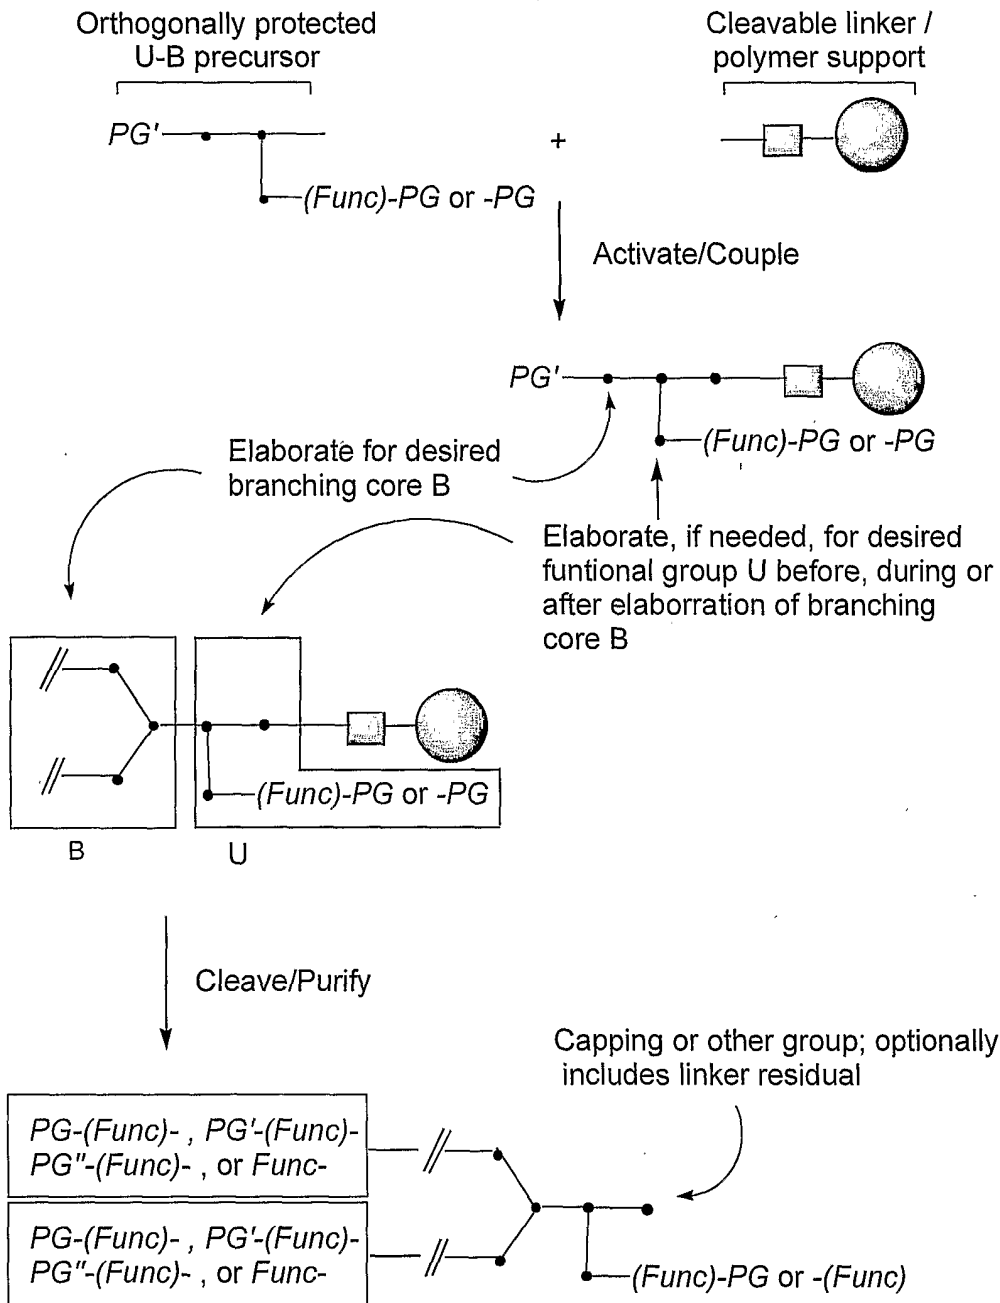 Orthogonally protected
U-B precursor
Cleavable linker /
polymer support
PG'
+
(Func)-PG or -PG
Activate/Couple
PG'
(Func)-PG or -PG
Elaborate for desired
branching core B
Elaborate, if needed, for desired
funtional group U before, during or
after elaborration of branching
core B
(Func)-PG or -PG
B
U
Cleave/Purify
Capping or other group; optionally
includes linker residual
PG-(Func)- , PG'-(Func)-
PG"-(Func)- , or Func-
PG-(Func)- , PG'-(Func)-
PG"-(Func)- , or Func-
(Func)-PG or -(Func)